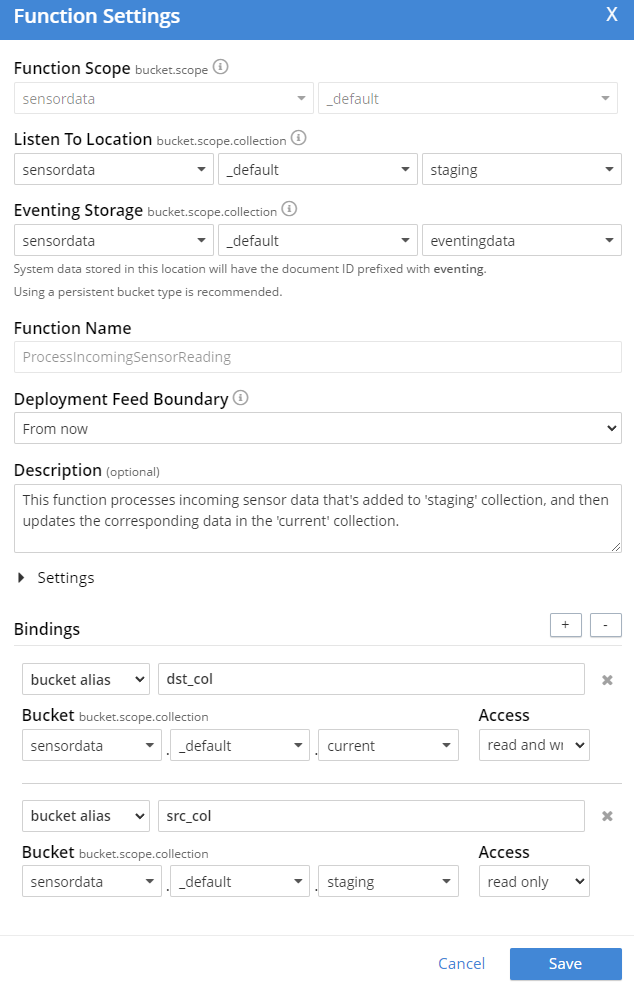 Function Settings X
Function Scope bucket.scope
sensordata _default
Listen To Location bucket.scope.collection
sensordata _default staging
Eventing Storage bucket.scope.collection
sensordata _default eventingdata
System data stored in this location will have the document ID prefixed with eventing.
Using a persistent bucket type is recommended.
Function Name
ProcessIncomingSensorReading
Deployment Feed Boundary
From now
Description (optional)
This function processes incoming sensor data that's added to 'staging' collection, and then
updates the corresponding data in the 'current' collection.
Settings
Bindings + -
bucket alias dst_col
Bucket bucket.scope.collection Access
sensordata . _default . current read and wr
bucket alias src_col
Bucket bucket.scope.collection Access
sensordata . _default . staging read only
Cancel Save